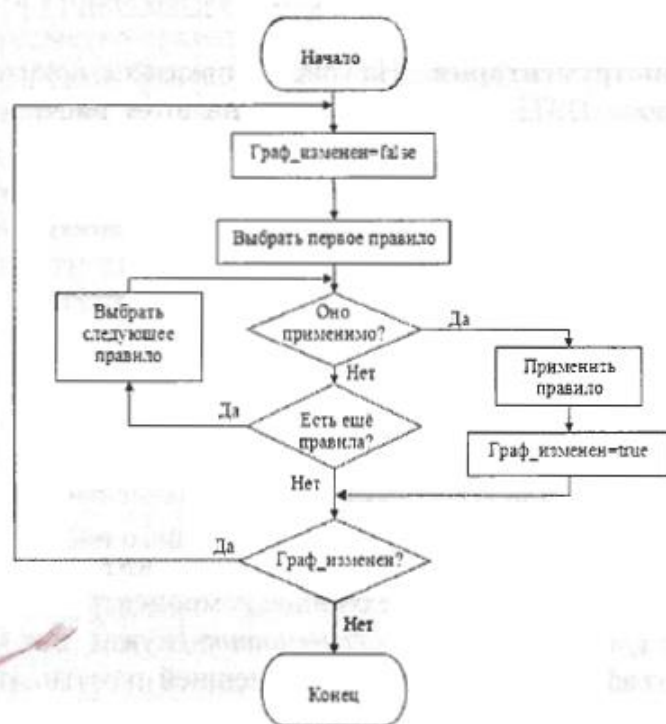 Начало
Граф_изменен=false
Выбрать первое правило
Выбрать
следующее
правило
Оно
применимо?
Да
Применить
правило
Нет
Да
Есть ещё
правила?
Граф_изменен=true
Нет
Да
Граф_изменен?
Нет
Конец